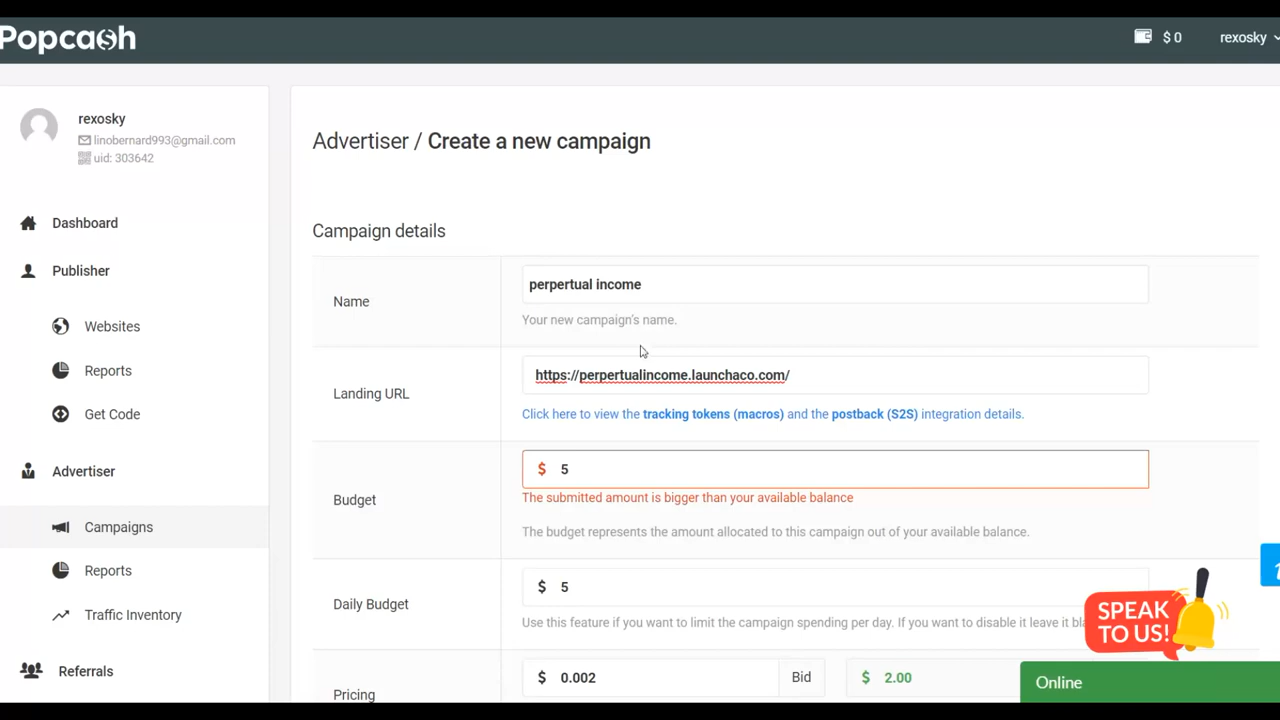 Popcash
$ 0
rexosky
rexosky
linobernard993@gmail.com
uid: 303642
Dashboard
Publisher
Websites
Reports
Get Code
Advertiser
Campaigns
Reports
Traffic Inventory
Referrals
Advertiser / Create a new campaign
Campaign details
Name
perpertual income
Your new campaign's name.
Landing URL
https://perpertualincome.launchaco.com/
Click here to view the tracking tokens (macros) and the postback (S2S) integration details.
Budget
$ 5
The submitted amount is bigger than your available balance
The budget represents the amount allocated to this campaign out of your available balance.
Daily Budget
$ 5
Use this feature if you want to limit the campaign spending per day. If you want to disable it leave it
Pricing
$ 0.002 Bid $ 2.00
SPEAK
TO US!
Online